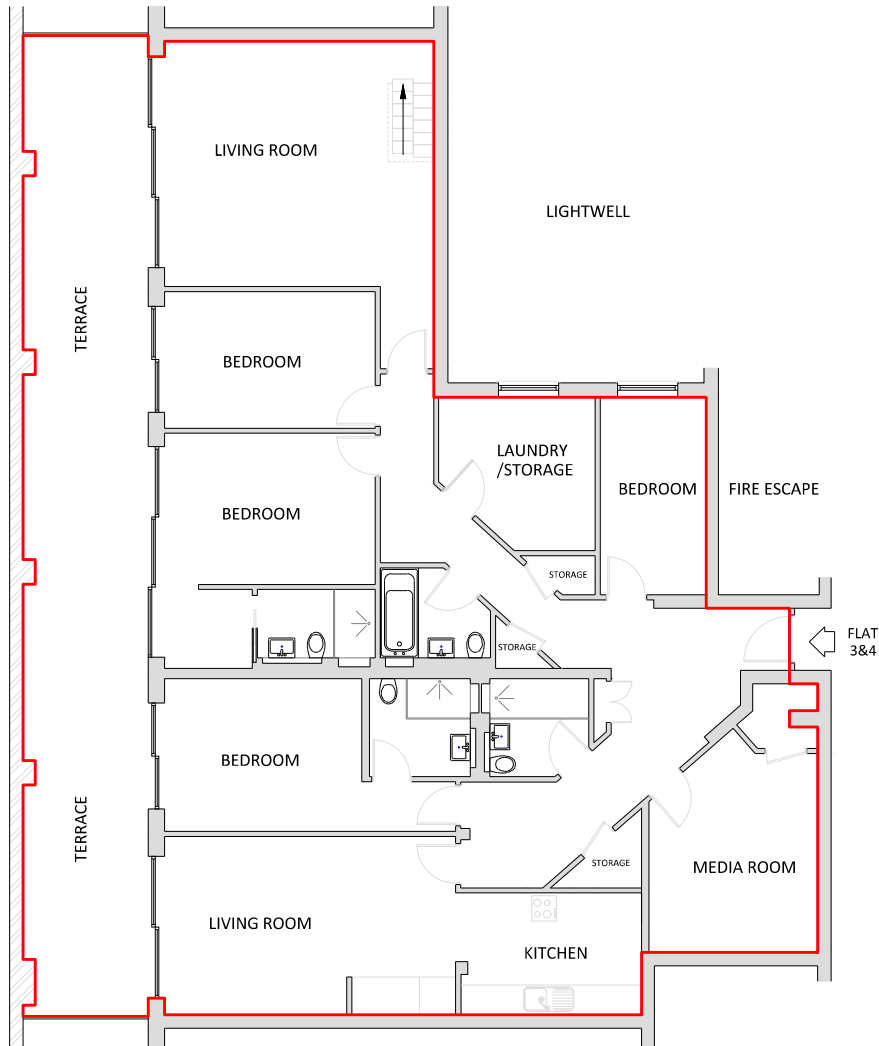 LIVING ROOM
LIGHTWELL
TERRACE
BEDROOM
LAUNDRY
/STORAGE
BEDROOM
FIRE ESCAPE
BEDROOM
STORAGE
STORAGE
FLAT
3&4
BEDROOM
TERRACE
STORAGE
MEDIA ROOM
LIVING ROOM
KITCHEN